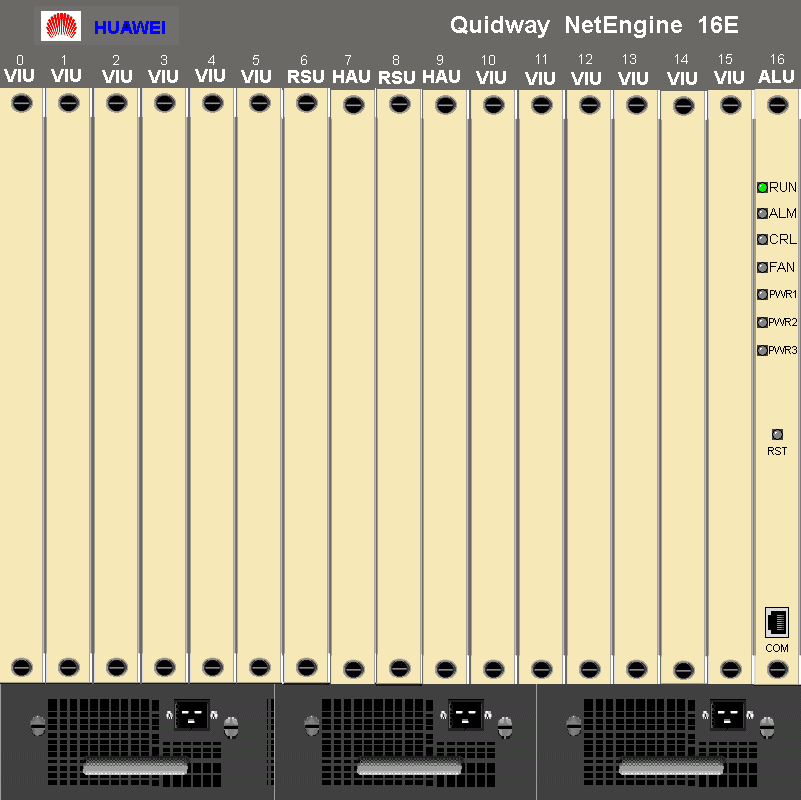 HUAWEI
Quidway NetEngine 16E
0 1 2 3 4 5 6 7 8 9 10 11 12 13 14 15 16
VIU VIU VIU VIU VIU VIU RSU HAU RSU HAU VIU VIU VIU VIU VIU VIU ALU
RUN
ALM
CRL
FAN
PWR1
PWR2
PWR3
RST
COM